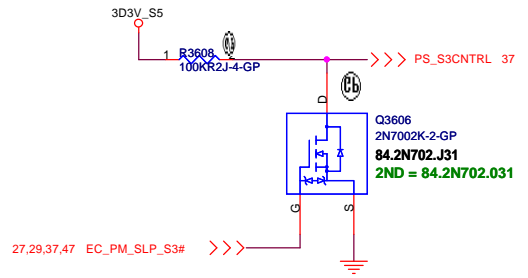 3D3V_S5
1 R3608 2
100KR2J-4-GP
PS_S3CNTRL 37
D
Q3606
2N7002K-2-GP
84.2N702.J31
2ND = 84.2N702.031
G
S
27,29,37,47 EC_PM_SLP_S3#